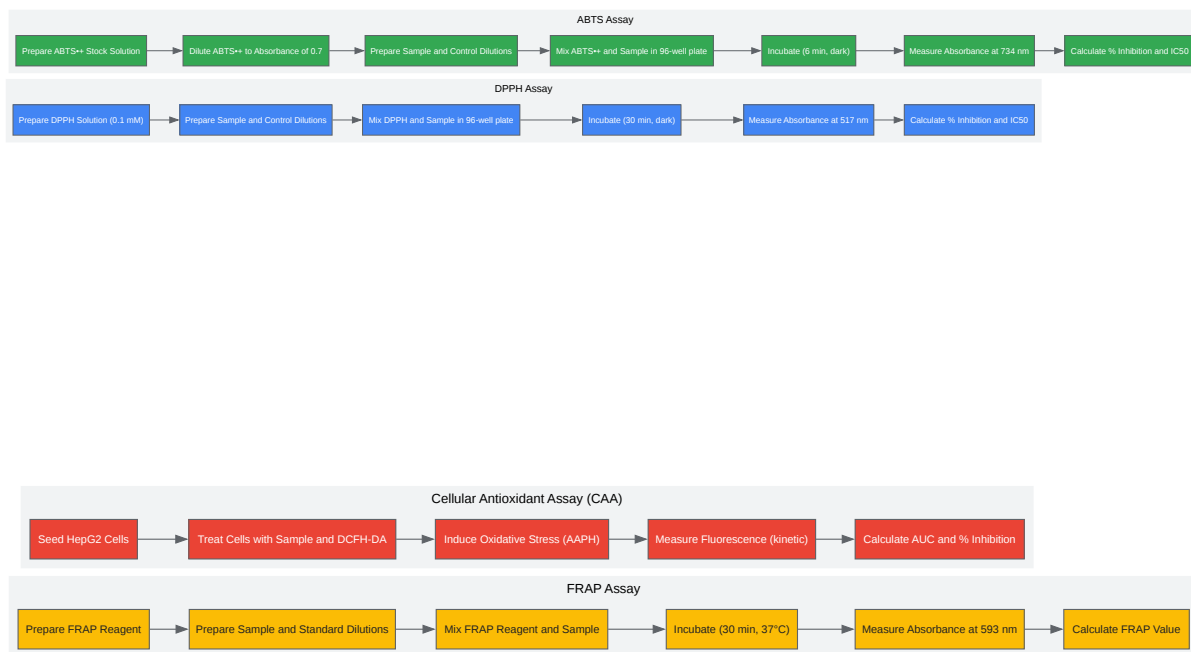 ABTS Assay
Prepare ABTS•+ Stock Solution
Dilute ABTS•+ to Absorbance of 0.7
Prepare Sample and Control Dilutions
Mix ABTS•+ and Sample in 96-well plate
Incubate (6 min, dark)
Measure Absorbance at 734 nm
Calculate % Inhibition and IC50
DPPH Assay
Prepare DPPH Solution (0.1 mM)
Prepare Sample and Control Dilutions
Mix DPPH and Sample in 96-well plate
Incubate (30 min, dark)
Measure Absorbance at 517 nm
Calculate % Inhibition and IC50
Cellular Antioxidant Assay (CAA)
Seed HepG2 Cells
Treat Cells with Sample and DCFH-DA
Induce Oxidative Stress (AAPH)
Measure Fluorescence (kinetic)
Calculate AUC and % Inhibition
FRAP Assay
Prepare FRAP Reagent
Prepare Sample and Standard Dilutions
Mix FRAP Reagent and Sample
Incubate (30 min, 37°C)
Measure Absorbance at 593 nm
Calculate FRAP Value